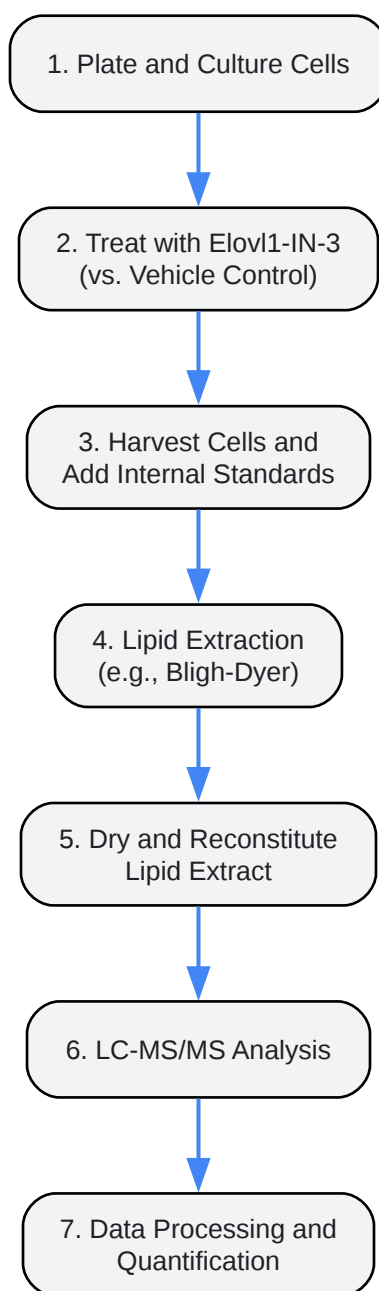 1. Plate and Culture Cells
2. Treat with Elovl1-IN-3
(vs. Vehicle Control)
3. Harvest Cells and
Add Internal Standards
4. Lipid Extraction
(e.g., Bligh-Dyer)
5. Dry and Reconstitute
Lipid Extract
6. LC-MS/MS Analysis
7. Data Processing and
Quantification